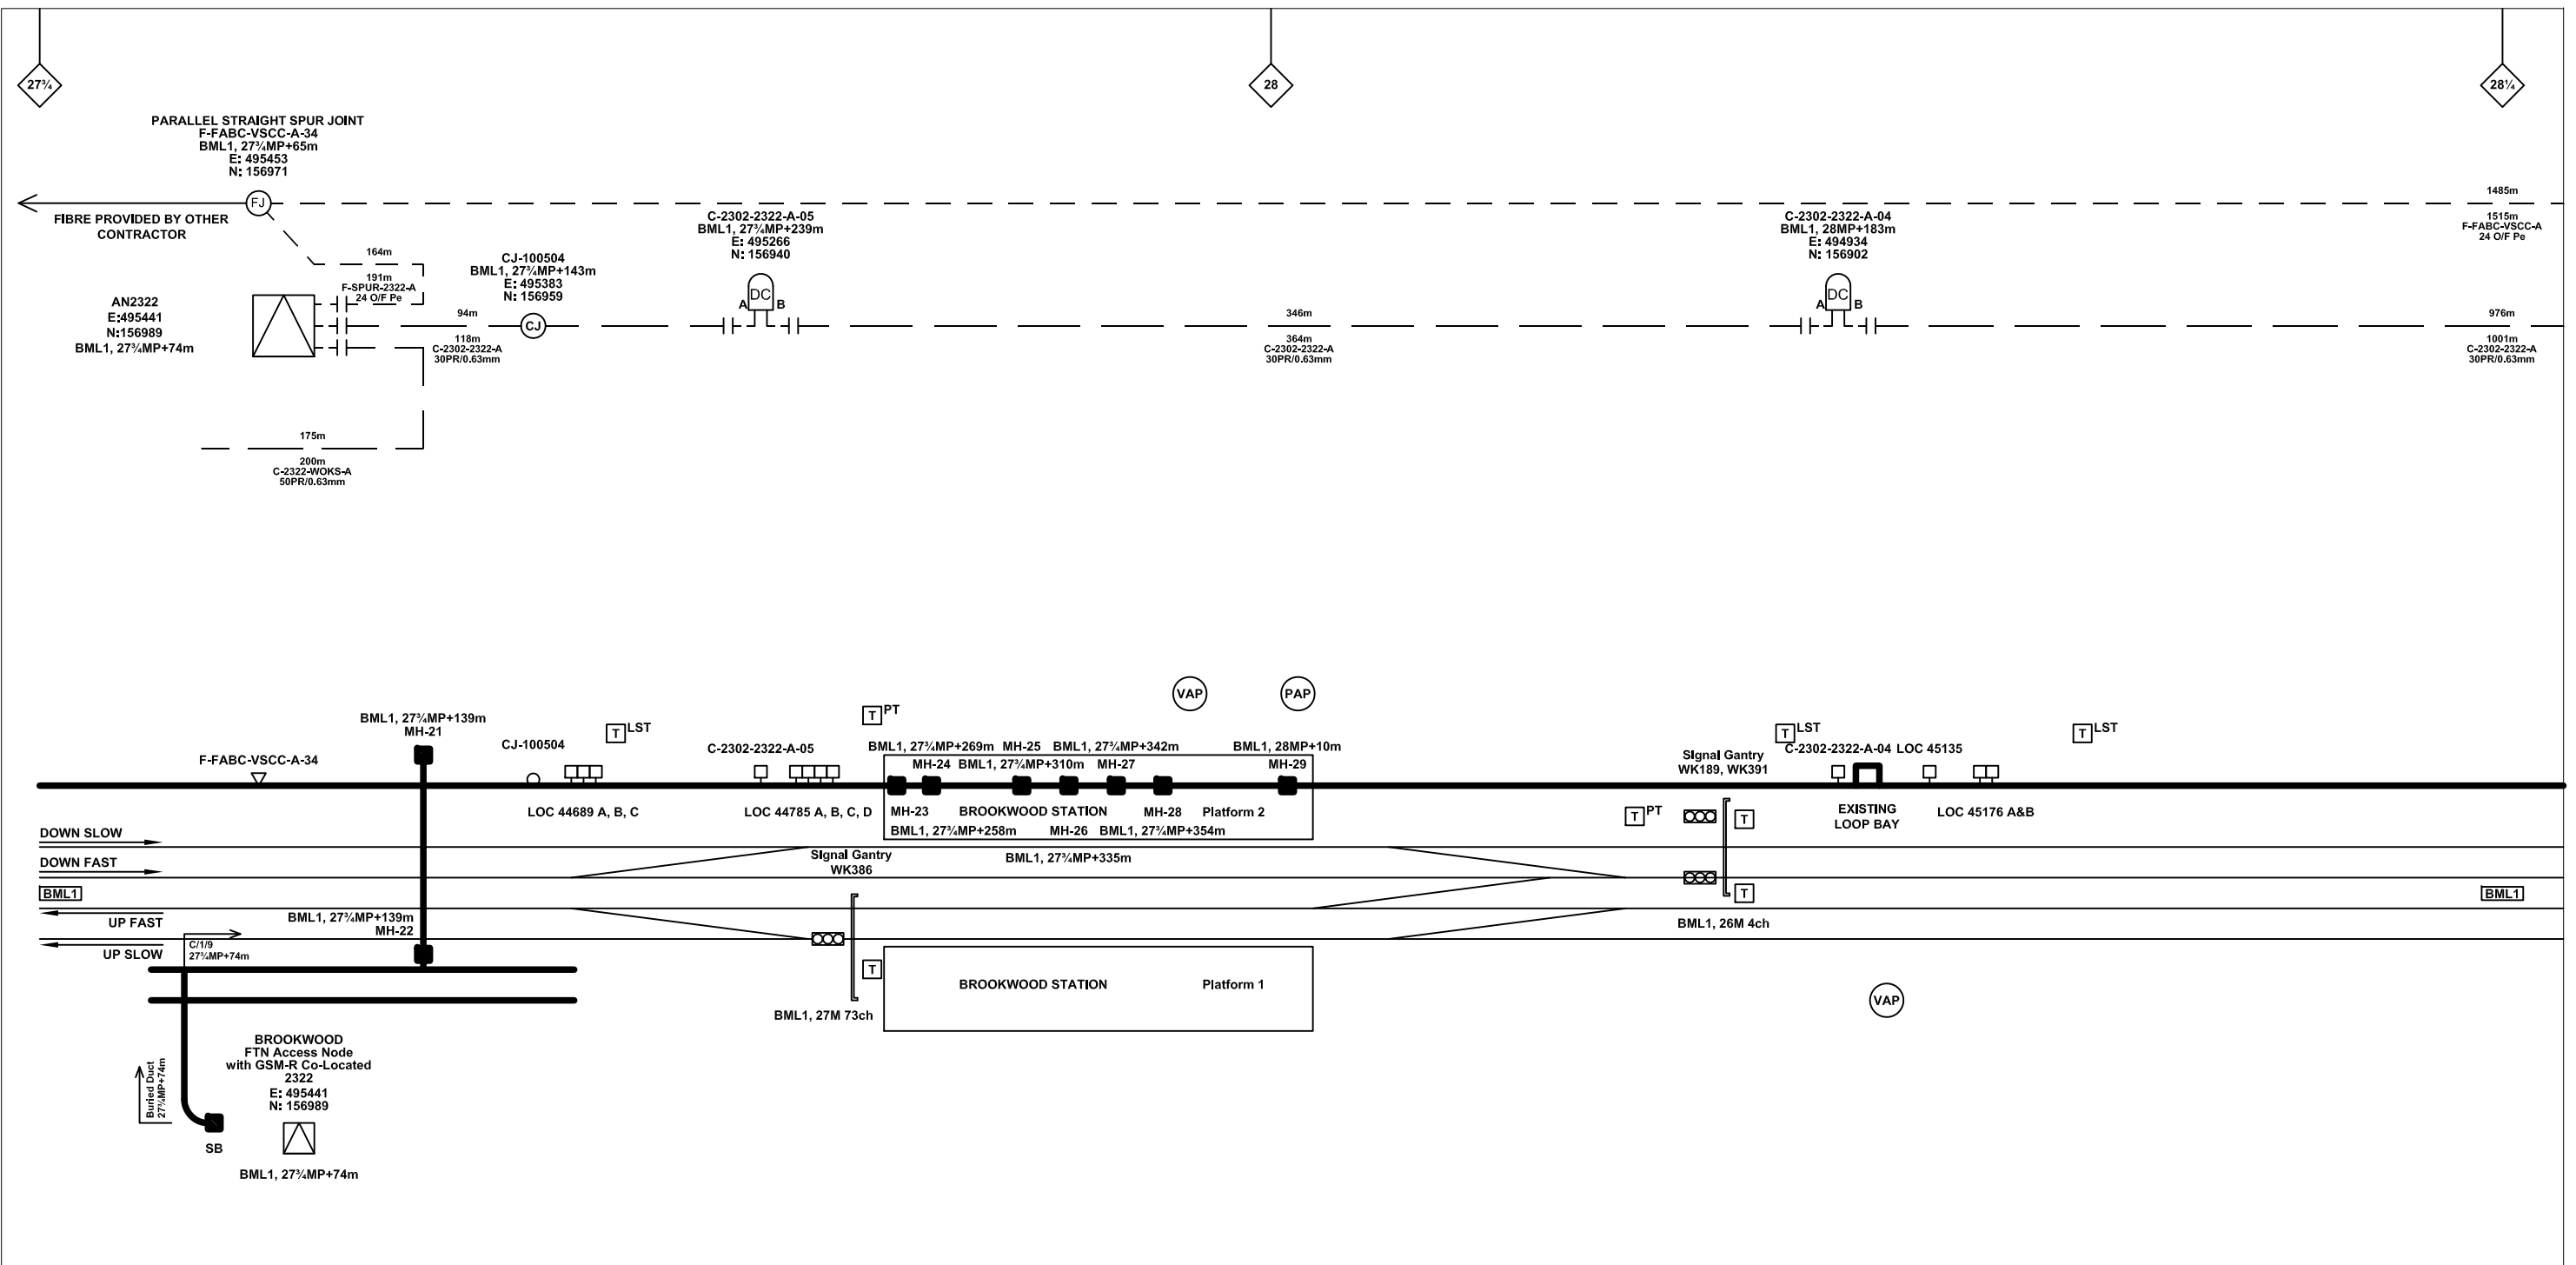 27¾
28
28¼
PARALLEL STRAIGHT SPUR JOINT
F-FABC-VSCC-A-34
BML1, 27¾MP+65m
E: 495453
N: 156971
FJ
FIBRE PROVIDED BY OTHER
CONTRACTOR
1485m
1515m
F-FABC-VSCC-A
24 O/F Pe
164m
191m
F-SPUR-2322-A
24 O/F Pe
AN2322
E:495441
N:156989
BML1, 27¾MP+74m
CJ-100504
BML1, 27¾MP+143m
E: 495383
N: 156959
94m
CJ
118m
C-2302-2322-A
30PR/0.63mm
C-2302-2322-A-05
BML1, 27¾MP+239m
E: 495266
N: 156940
DC
A
B
346m
364m
C-2302-2322-A
30PR/0.63mm
C-2302-2322-A-04
BML1, 28MP+183m
E: 494934
N: 156902
DC
A
B
976m
1001m
C-2302-2322-A
30PR/0.63mm
175m
200m
C-2322-WOKS-A
50PR/0.63mm
VAP
PAP
BML1, 27¾MP+139m
MH-21
T LST
T PT
T LST
T LST
F-FABC-VSCC-A-34
CJ-100504
C-2302-2322-A-05
BML1, 27¾MP+269m MH-25 BML1, 27¾MP+342m
BML1, 28MP+10m
MH-24 BML1, 27¾MP+310m MH-27
MH-29
Signal Gantry
WK189, WK391
C-2302-2322-A-04 LOC 45135
LOC 44689 A, B, C
LOC 44785 A, B, C, D
MH-23 BROOKWOOD STATION MH-28 Platform 2
BML1, 27¾MP+258m MH-26 BML1, 27¾MP+354m
T PT
T
EXISTING
LOOP BAY
LOC 45176 A&B
DOWN SLOW
DOWN FAST
Signal Gantry
WK386
BML1, 27¾MP+335m
BML1
T
BML1
UP FAST
BML1, 27¾MP+139m
MH-22
BML1, 26M 4ch
UP SLOW
C/1/9
27¾MP+74m
T
BROOKWOOD STATION Platform 1
VAP
BML1, 27M 73ch
BROOKWOOD
FTN Access Node
with GSM-R Co-Located
2322
E: 495441
N: 156989
Buried Duct
27¾MP+74m
SB
BML1, 27¾MP+74m